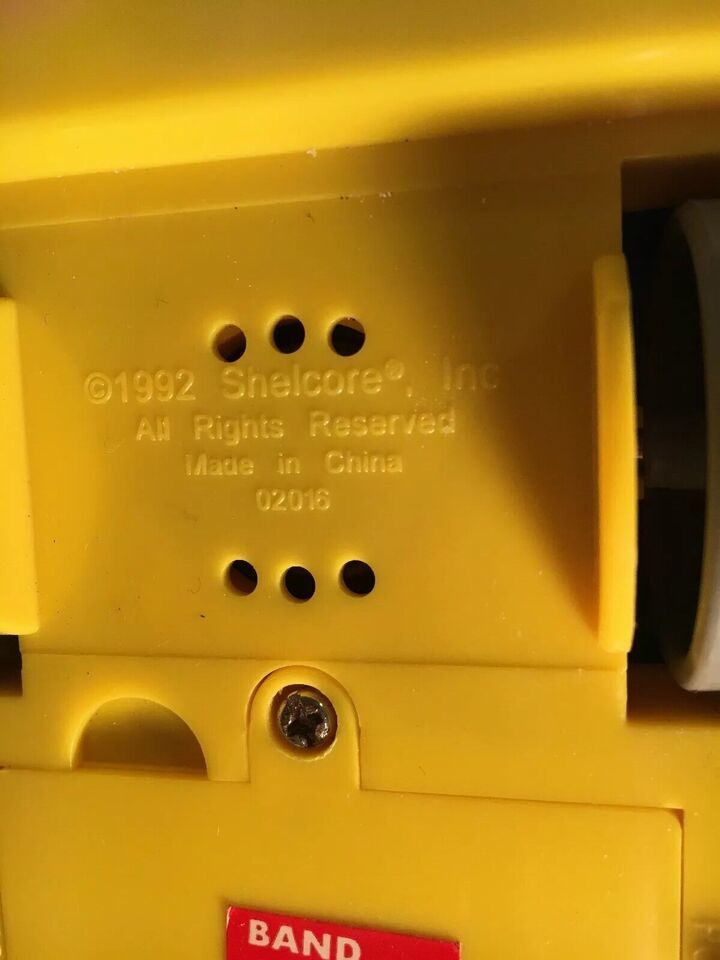 ©1992 Shelcore®, Inc
All Rights Reserved
Made in China
02016
BAND